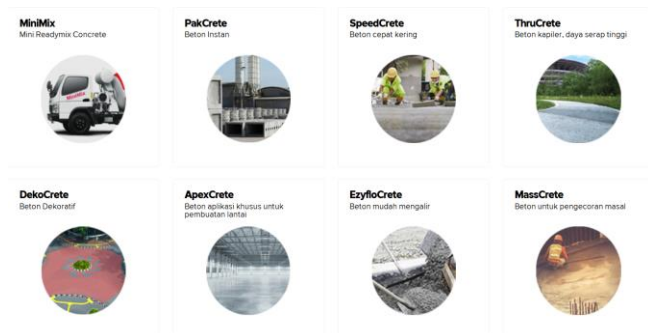 MiniMix
Mini Readymix Concrete
PakCrete
Beton Instan
SpeedCrete
Beton cepat kering
ThruCrete
Beton kapiler, daya serap tinggi
MiniMix
DekoCrete
Beton Dekoratif
ApexCrete
Beton aplikasi khusus untuk
pembuatan lantai
EzyfloCrete
Beton mudah mengalir
MassCrete
Beton untuk pengecoran masal